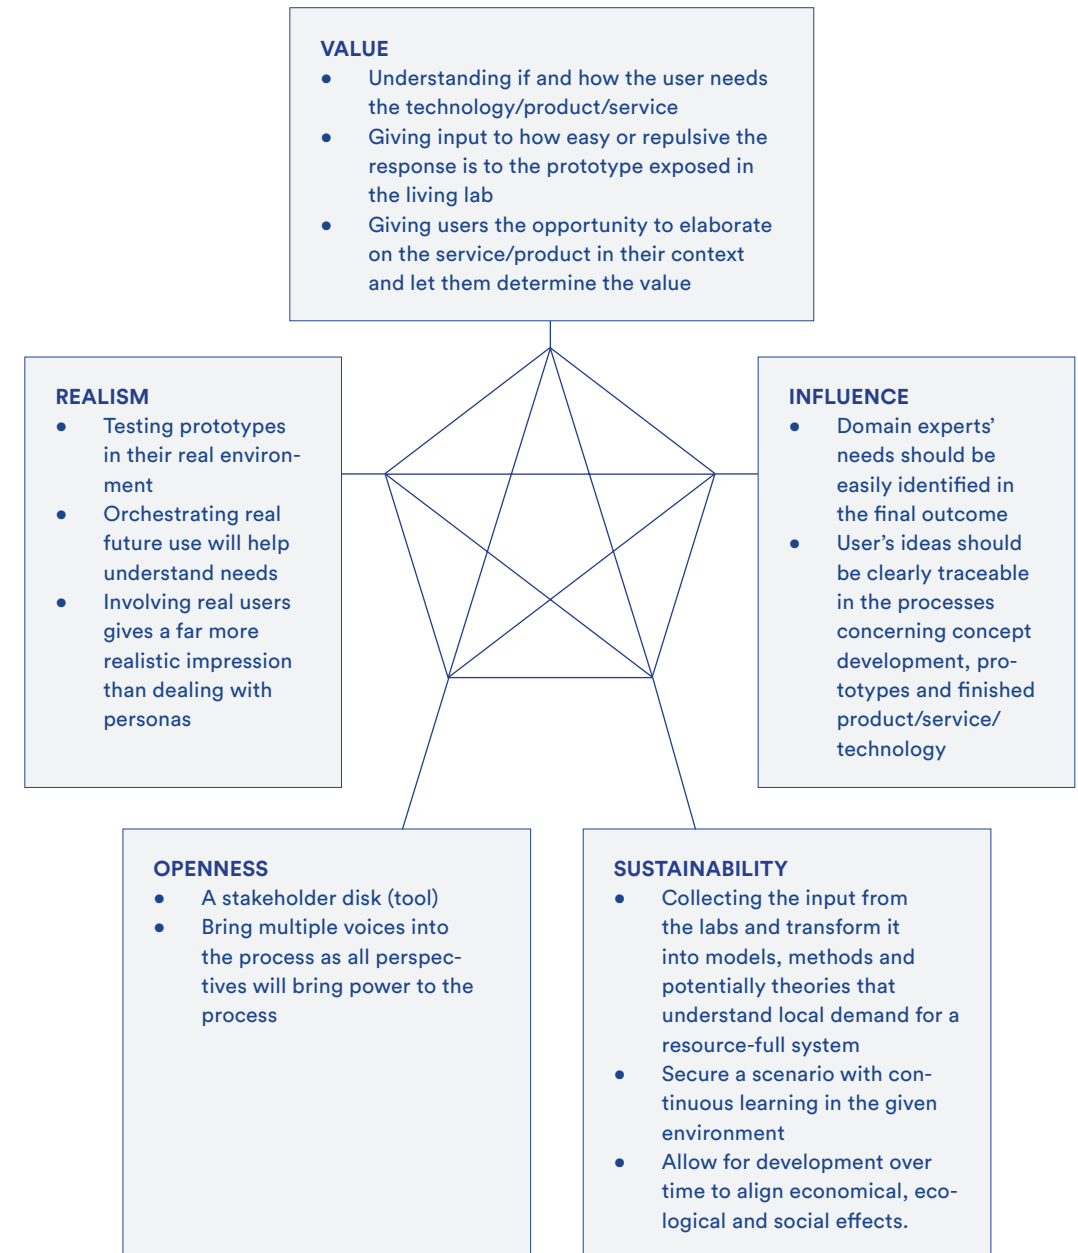 VALUE
● Understanding if and how the user needs
the technology/product/service
● Giving input to how easy or repulsive the
response is to the prototype exposed in
the living lab
● Giving users the opportunity to elaborate
on the service/product in their context
and let them determine the value
REALISM
● Testing prototypes
in their real environ-
ment
● Orchestrating real
future use will help
understand needs
● Involving real users
gives a far more
realistic impression
than dealing with
personas
INFLUENCE
● Domain experts’
needs should be
easily identified in
the final outcome
● User’s ideas should
be clearly traceable
in the processes
concerning concept
development, pro-
totypes and finished
product/service/
technology
OPENNESS
● A stakeholder disk (tool)
● Bring multiple voices into
the process as all perspec-
tives will bring power to the
process
SUSTAINABILITY
● Collecting the input from
the labs and transform it
into models, methods and
potentially theories that
understand local demand for a
resource-full system
● Secure a scenario with con-
tinuous learning in the given
environment
● Allow for development over
time to align economical, eco-
logical and social effects.